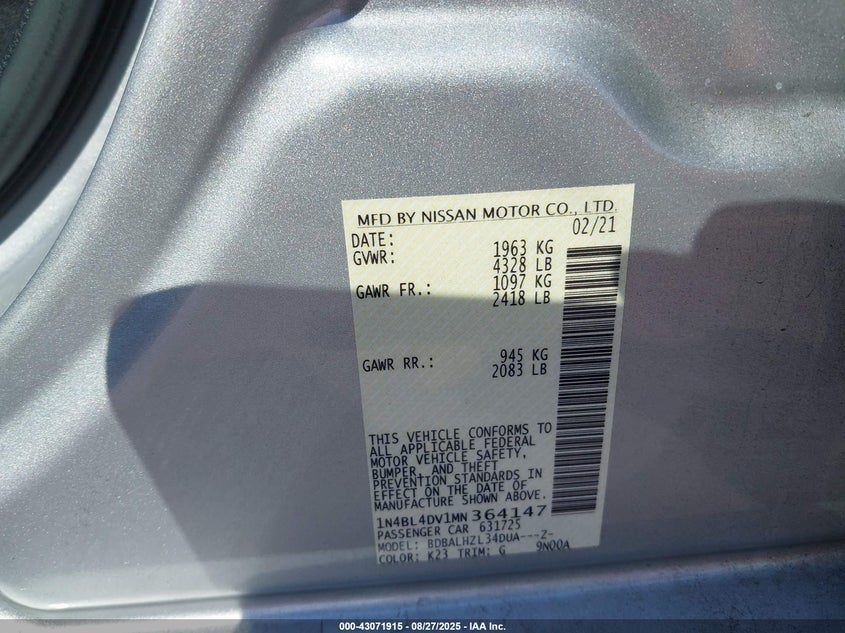 MFD BY NISSAN MOTOR CO., LTD.
DATE: 02/21
GVWR: 1963 KG
4328 LB
GAWR FR.: 1097 KG
2418 LB
GAWR RR.: 945 KG
2083 LB
THIS VEHICLE CONFORMS TO
ALL APPLICABLE FEDERAL
MOTOR VEHICLE SAFETY,
BUMPER, AND THEFT
PREVENTION STANDARDS IN
EFFECT ON THE DATE OF
MANUFACTURE SHOWN ABOVE.
1N4BL4DV1MN364147
PASSENGER CAR 631725
MODEL: BDBALHZL34DUA---2-
COLOR: K23 TRIM: G 9N00A
000-43071915 - 08/27/2025 - IAA Inc.